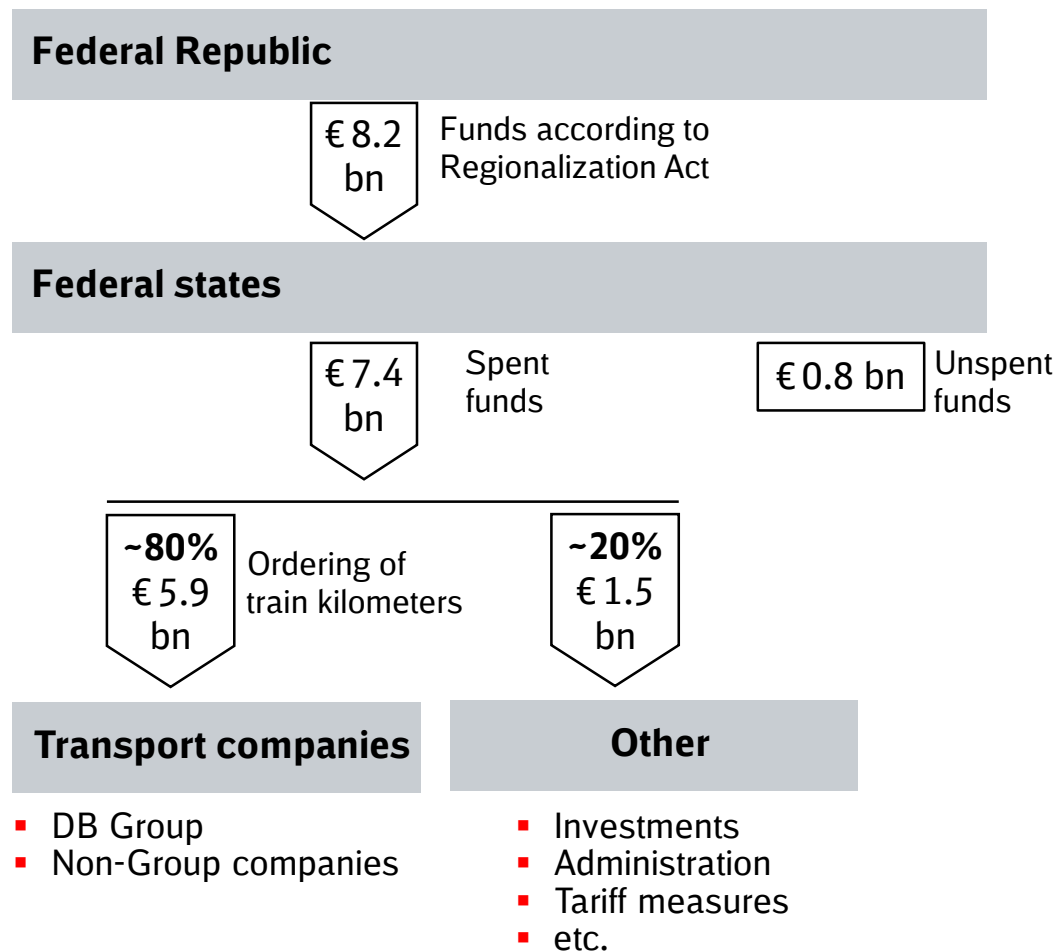 Federal Republic
€ 8.2
bn
Funds according to
Regionalization Act
Federal states
€ 7.4
bn
Spent
funds
€ 0.8 bn
Unspent
funds
~80%
€ 5.9
bn
Ordering of
train kilometers
~20%
€ 1.5
bn
Transport companies
▪ DB Group
▪ Non-Group companies
Other
▪ Investments
▪ Administration
▪ Tariff measures
▪ etc.